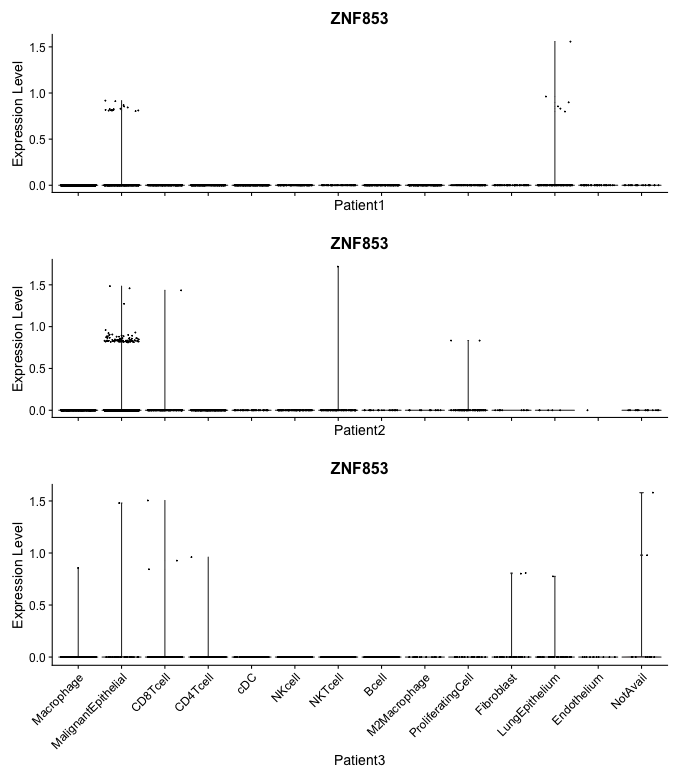 ZNF853
Expression Level
1.5
1.0
0.5
0.0
Patient1
ZNF853
Expression Level
1.5
1.0
0.5
0.0
Patient2
ZNF853
Expression Level
1.5
1.0
0.5
0.0
Macrophage
MalignantEpithelial
CD8Tcell
CD4Tcell
cDC
NKcell
NKTcell
Bcell
M2Macrophage
ProliferatingCell
Fibroblast
LungEpithelium
Endothelium
NotAvail
Patient3